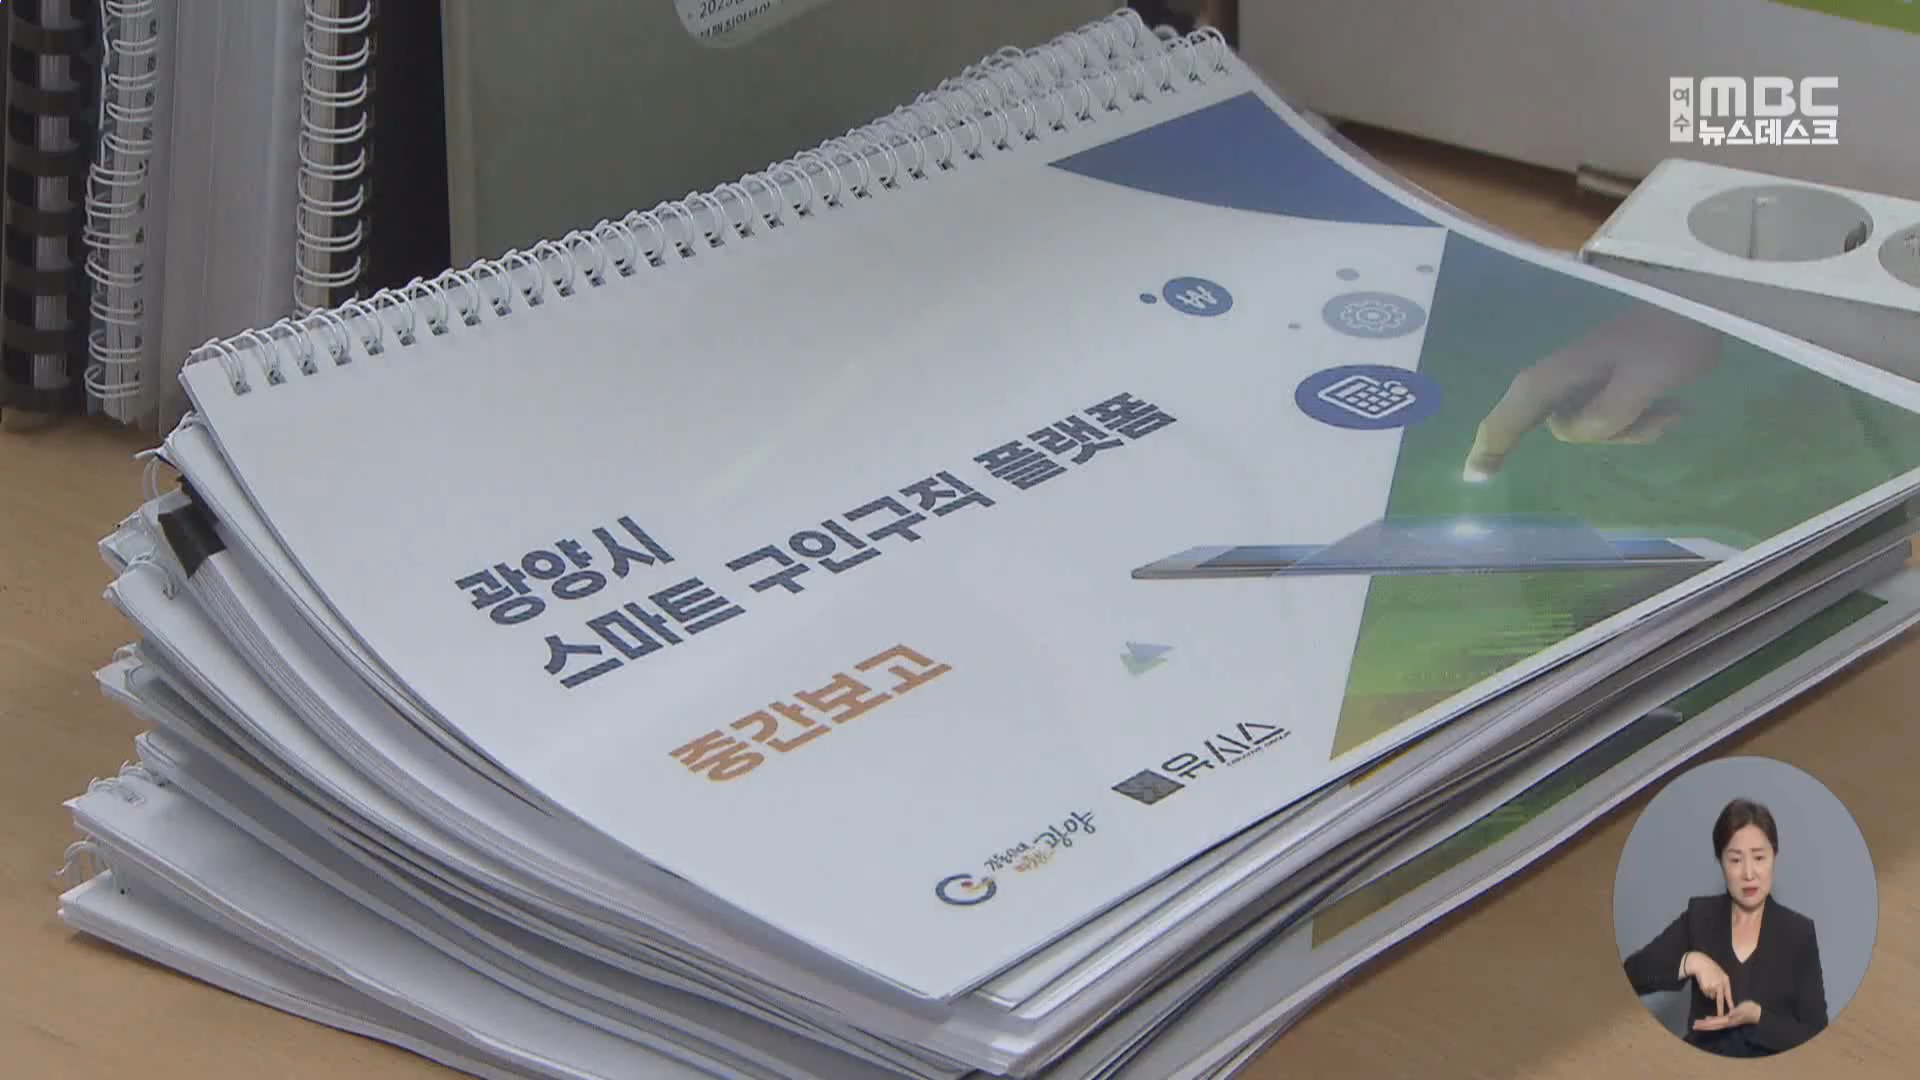 여수
MBC
뉴스데스크
광양시
스마트 구인구직 플랫폼
중간보고
유시스
광양